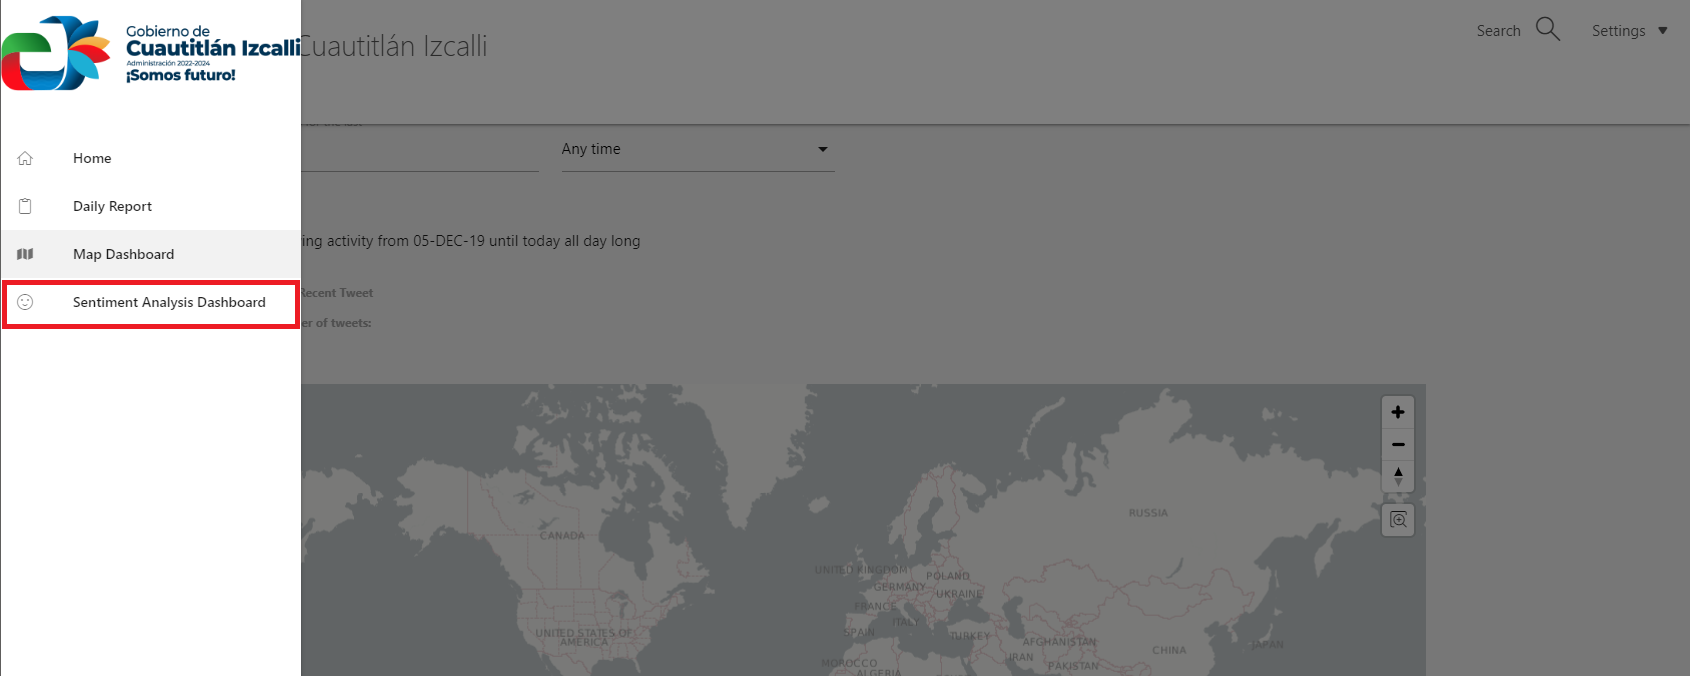 Gobierno de
Cuautitlán Izcalli
Administración 2022-2024
¡Somos futuro!
Cuautitlán Izcalli
Search
Settings
Home
Daily Report
Map Dashboard
Sentiment Analysis Dashboard
Any time
activity from 05-DEC-19 until today all day long
Recent Tweet
of tweets:
CANADA
UNITED STATES OF
AMERICA
RUSSIA
UNITED KINGDOM
POLAND
GERMANY
UKRAINE
FRANCE
ITALY
SPAIN
TURKEY
AFGHANISTAN
JAPAN
CHINA
IRAN
PAKISTAN
MOROCCO
ALGERIA